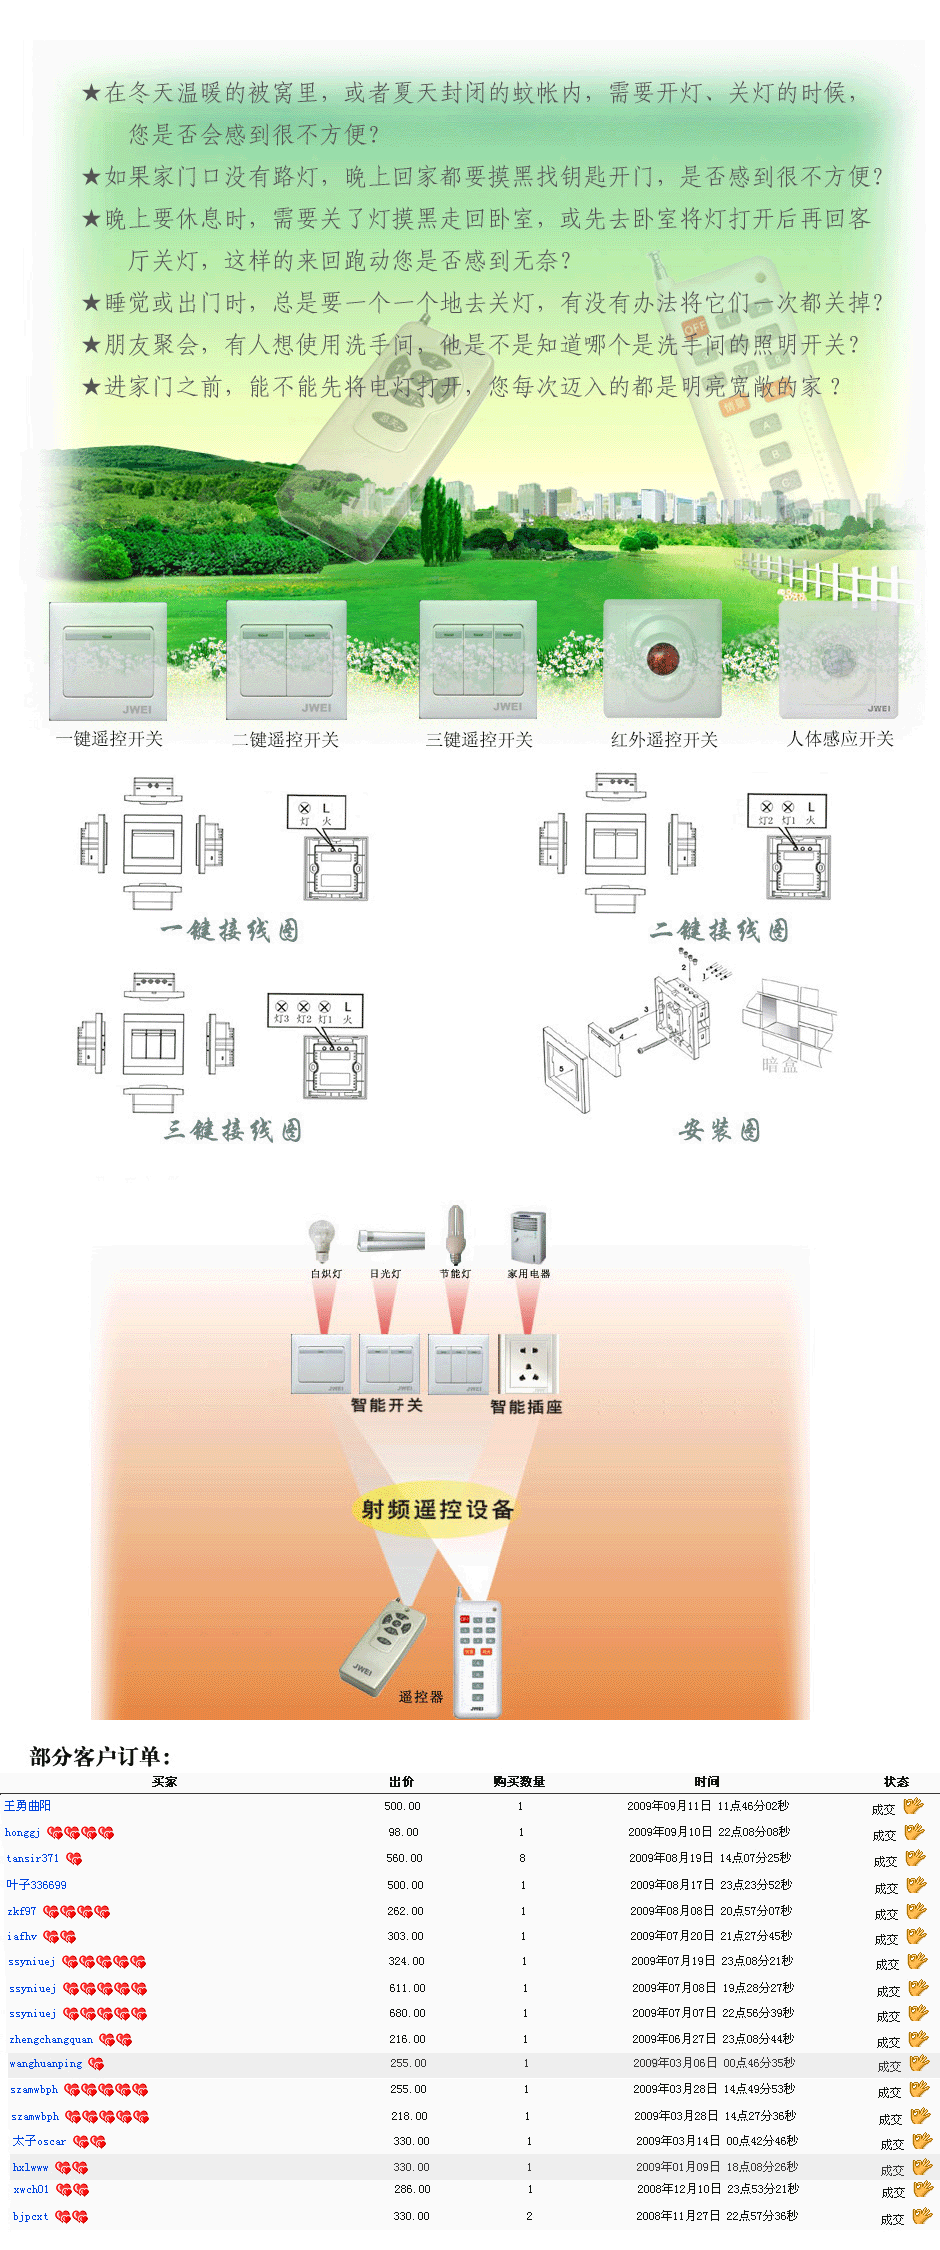 ★在冬天温暖的被窝里，或者夏天封闭的蚊帐内，需要开灯、关灯的时候，
您是否会感到很不方便？
★如果家门口没有路灯，晚上回家都要摸黑找钥匙开门，是否感到很不方便？
★晚上要休息时，需要关了灯摸黑走回卧室，或先去卧室将灯打开后再回客
厅关灯，这样的来回跑动您是否感到无奈？
★睡觉或出门时，总是要一个一个地去关灯，有没有办法将它们一次都关掉？
★朋友聚会，有人想使用洗手间，他是不是知道哪个是洗手间的照明开关？
★进家门之前，能不能先将电灯打开，您每次迈入的都是明亮宽敞的家？
OFF
情景
A
B
C
JWEI JWEI JWEI JWEI
一键遥控开关 二键遥控开关 三键遥控开关 红外遥控开关 人体感应开关
L
灯 火
L
灯2 灯1 火
一键接线图 二键接线图
L
灯3 灯2 灯1 火
2 1
3
4
5
暗盒
三键接线图 安装图
白炽灯 日光灯 节能灯 家用电器
JWEI JWEI JWEI JWEI
智能开关 智能插座
射频遥控设备
JWEI
遥控器
JWEI
部分客户订单：
买家 出价 购买数量 时间 状态
王勇曲阳 500.00 1 2009年09月11日 11点46分02秒 成交
honggj 98.00 1 2009年09月10日 22点08分08秒 成交
tansir371 560.00 8 2009年08月19日 14点07分25秒 成交
叶子336699 500.00 1 2009年08月17日 23点23分52秒 成交
zkf97 262.00 1 2009年08月08日 20点57分07秒 成交
iafhv 303.00 1 2009年07月20日 21点27分45秒 成交
ssyniuej 324.00 1 2009年07月19日 23点08分21秒 成交
ssyniuej 611.00 1 2009年07月08日 19点28分27秒 成交
ssyniuej 680.00 1 2009年07月07日 22点56分39秒 成交
zhengchangquan 216.00 1 2009年06月27日 23点08分44秒 成交
wanghuanping 255.00 1 2009年03月06日 00点46分35秒 成交
szamwbph 255.00 1 2009年03月28日 14点49分53秒 成交
szamwbph 218.00 1 2009年03月28日 14点27分36秒 成交
太子oscar 330.00 1 2009年03月14日 00点42分46秒 成交
hxlwww 330.00 1 2009年01月09日 18点08分26秒 成交
xwch01 286.00 1 2008年12月10日 23点53分21秒 成交
bjpcxt 330.00 2 2008年11月27日 22点57分36秒 成交